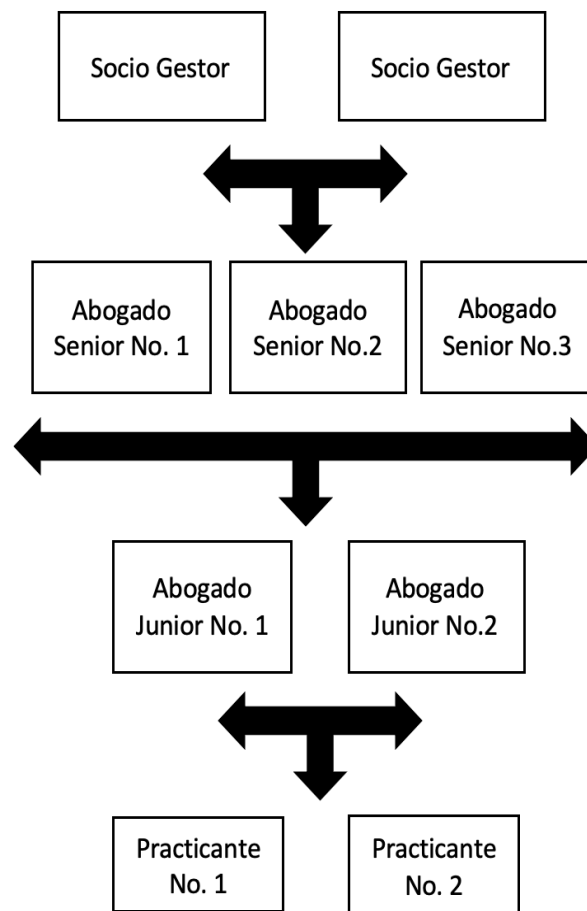 Socio Gestor
Socio Gestor
Abogado
Senior No. 1
Abogado
Senior No.2
Abogado
Senior No.3
Abogado
Junior No. 1
Abogado
Junior No.2
Practicante
No. 1
Practicante
No. 2